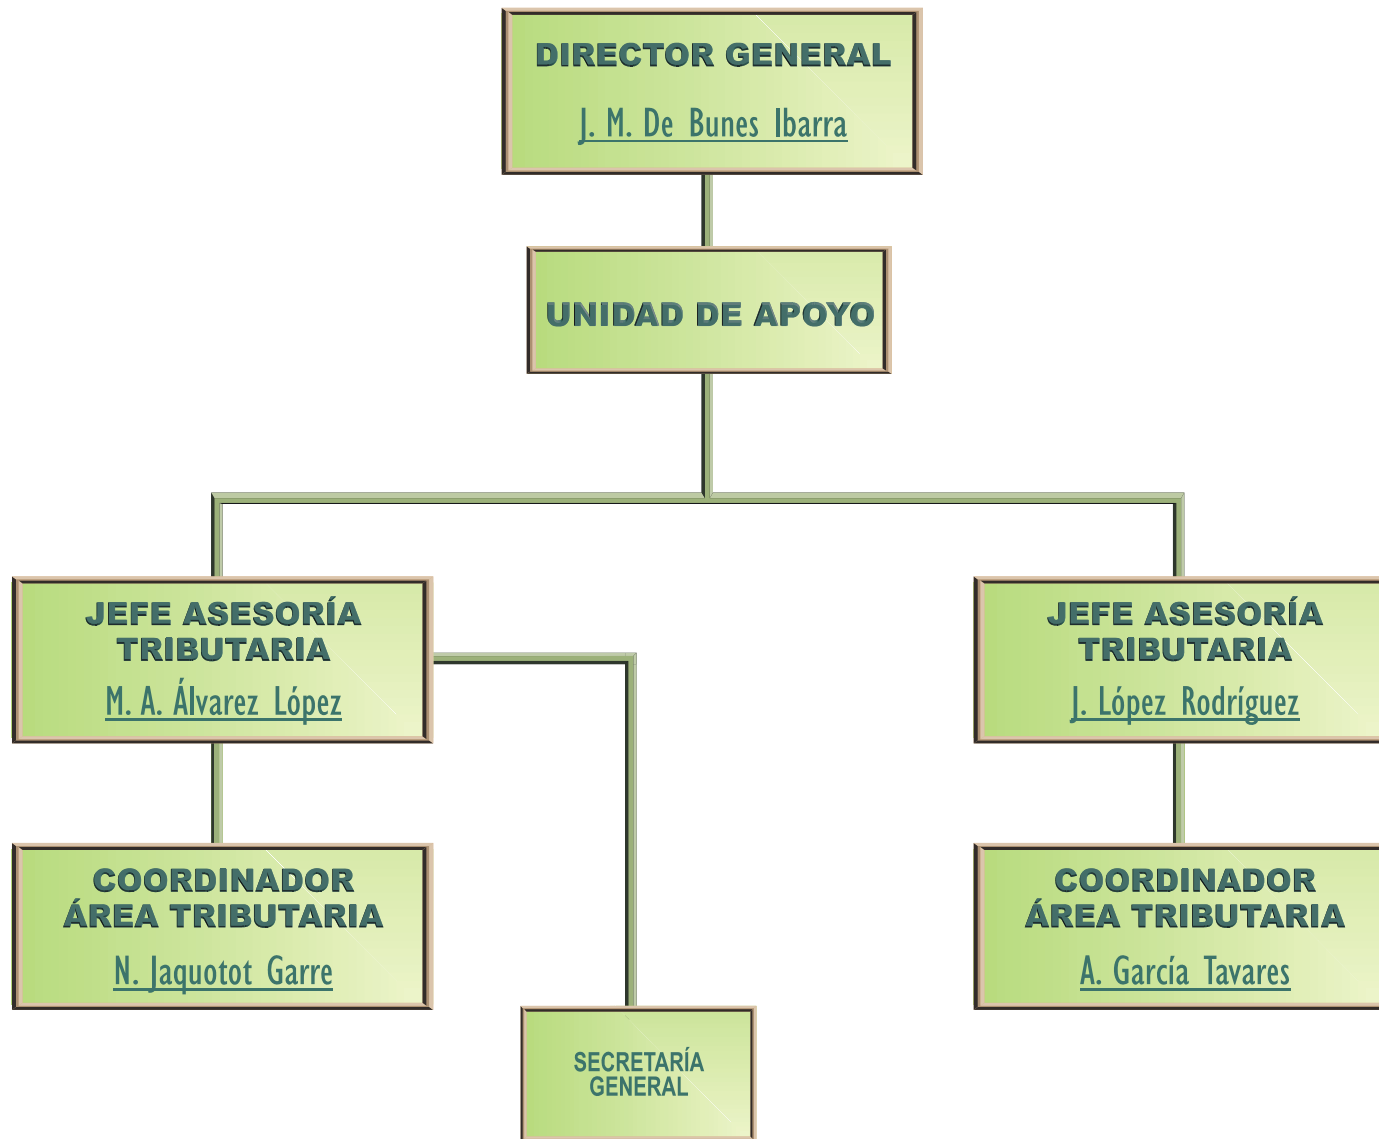 DIRECTOR GENERAL
J. M. De Bunes Ibarra
UNIDAD DE APOYO
JEFE ASESORÍA
TRIBUTARIA
M. A. Álvarez López
JEFE ASESORÍA
TRIBUTARIA
J. López Rodríguez
COORDINADOR
ÁREA TRIBUTARIA
N. Jaquotot Garre
COORDINADOR
ÁREA TRIBUTARIA
A. García Tavares
SECRETARÍA
GENERAL